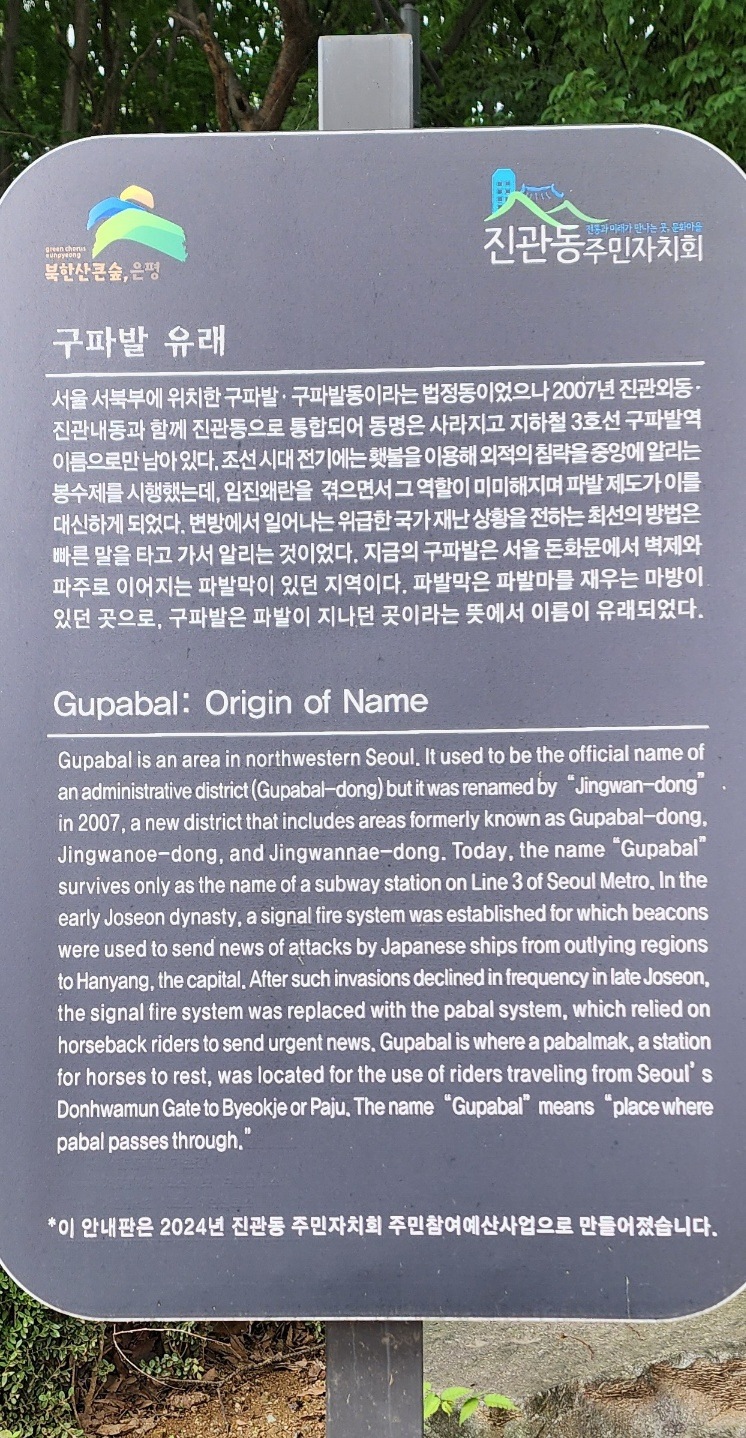 green chorus
eunpyeong
북한산큰숲, 은평
전통과 미래가 만나는 곳, 문화마을
진관동주민자치회
구파발 유래
서울 서북부에 위치한 구파발·구파발동이라는 법정동이었으나 2007년 진관외동·
진관내동과 함께 진관동으로 통합되어 동명은 사라지고 지하철 3호선 구파발역
이름으로만 남아 있다. 조선 시대 전기에는 횃불을 이용해 외적의 침략을 중앙에 알리는
봉수제를 시행했는데, 임진왜란을 겪으면서 그 역할이 미미해지며 파발 제도가 이를
대신하게 되었다. 변방에서 일어나는 위급한 국가 재난 상황을 전하는 최선의 방법은
빠른 말을 타고 가서 알리는 것이었다. 지금의 구파발은 서울 돈화문에서 벽제와
파주로 이어지는 파발막이 있던 지역이다. 파발막은 파발마를 재우는 마방이
있던 곳으로, 구파발은 파발이 지나던 곳이라는 뜻에서 이름이 유래되었다.
Gupabal: Origin of Name
Gupabal is an area in northwestern Seoul. It used to be the official name of
an administrative district (Gupabal-dong) but it was renamed by “Jingwan-dong”
in 2007, a new district that includes areas formerly known as Gupabal-dong,
Jingwanoe-dong, and Jingwannae-dong. Today, the name “Gupabal”
survives only as the name of a subway station on Line 3 of Seoul Metro. In the
early Joseon dynasty, a signal fire system was established for which beacons
were used to send news of attacks by Japanese ships from outlying regions
to Hanyang, the capital. After such invasions declined in frequency in late Joseon,
the signal fire system was replaced with the pabal system, which relied on
horseback riders to send urgent news. Gupabal is where a pabalmak, a station
for horses to rest, was located for the use of riders traveling from Seoul’s
Donhwamun Gate to Byeokje or Paju. The name “Gupabal” means “place where
pabal passes through.”
*이 안내판은 2024년 진관동 주민자치회 주민참여예산사업으로 만들어졌습니다.